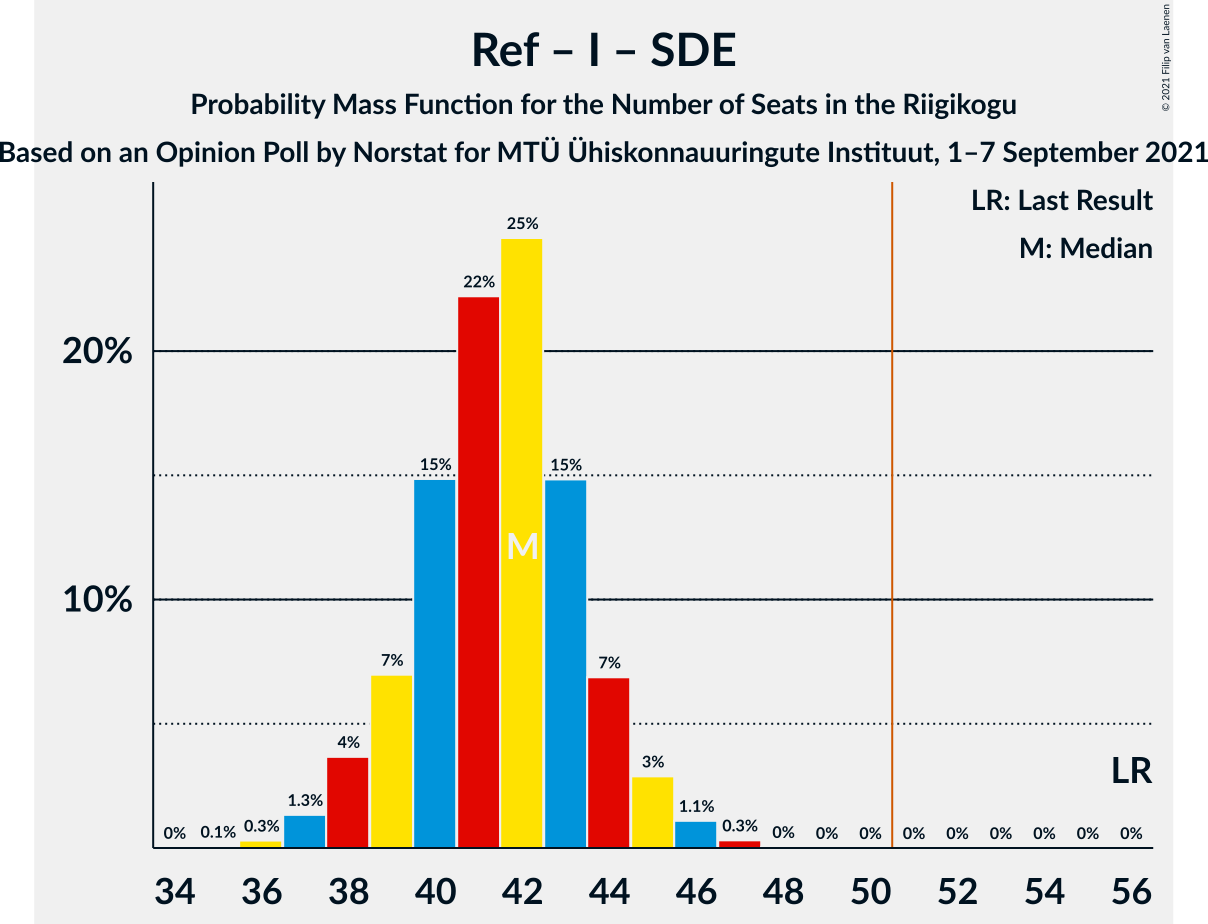 Ref – I – SDE
Probability Mass Function for the Number of Seats in the Riigikogu
Based on an Opinion Poll by Norstat for MTÜ Ühiskonnauuringute Instituut, 1–7 September 2021
© 2021 Filip van Laenen
LR: Last Result
M: Median
20%
10%
0% 0.1% 0.3% 1.3% 4% 7% 15% 22% 25% 15% 7% 3% 1.1% 0.3% 0% 0% 0% 0% 0% 0% 0% 0% 0%
M
LR
34 36 38 40 42 44 46 48 50 52 54 56